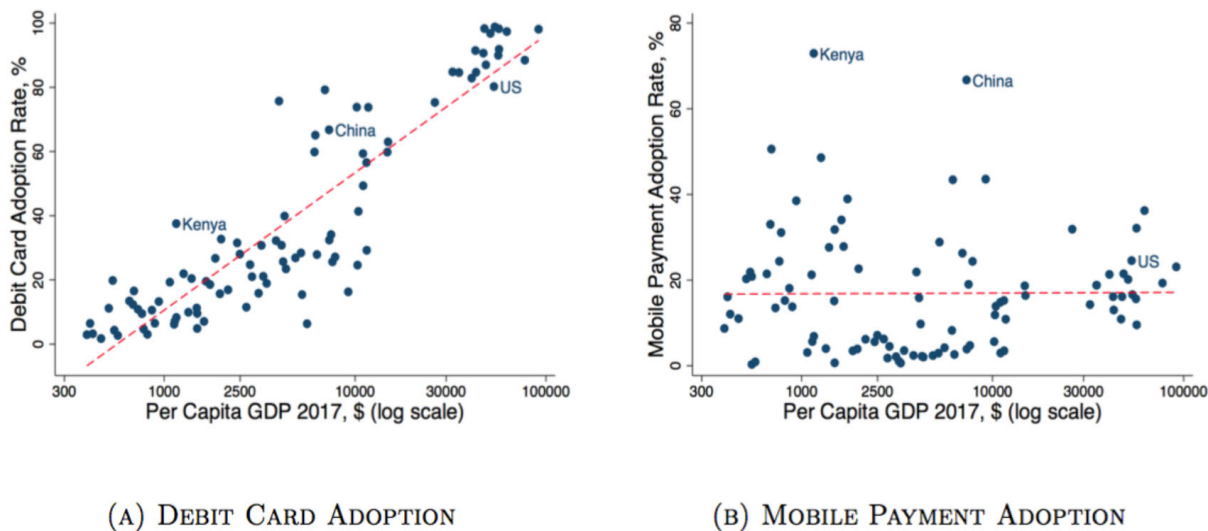 Debit Card Adoption Rate, %
100
80
60
40
20
0
Kenya
China
US
300 1000 2500 10000 30000 100000
Per Capita GDP 2017, $ (log scale)
(A) DEBIT CARD ADOPTION
Mobile Payment Adoption Rate, %
80
60
40
20
0
Kenya
China
US
300 1000 2500 10000 30000 100000
Per Capita GDP 2017, $ (log scale)
(B) MOBILE PAYMENT ADOPTION